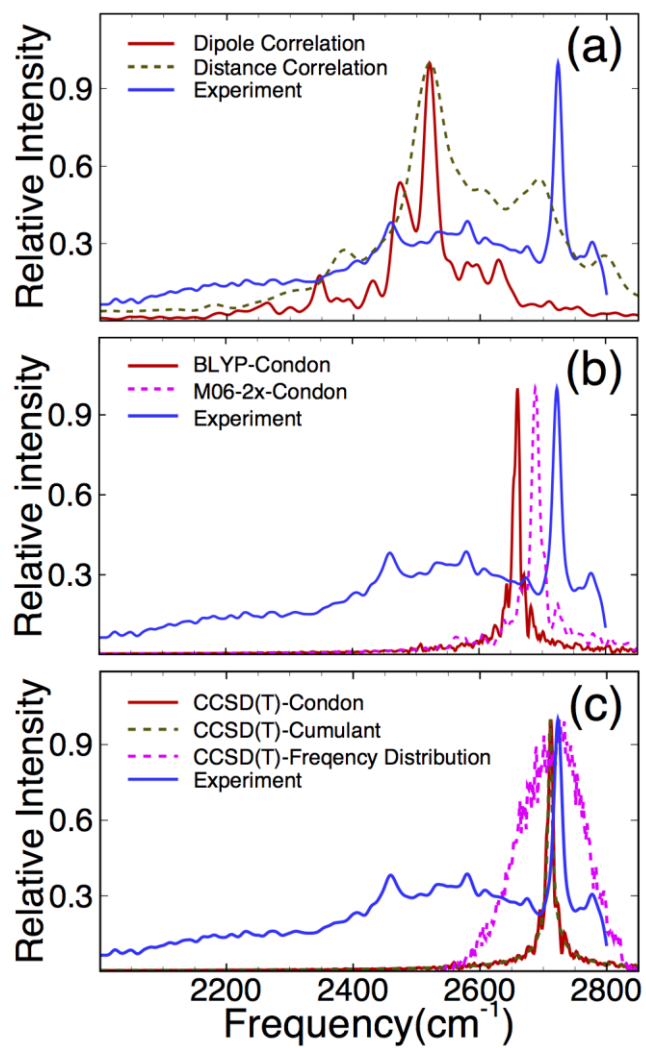 (a)
Dipole Correlation
Distance Correlation
Experiment
0.9
0.6
0.3
Relative Intensity
(b)
BLYP-Condon
M06-2x-Condon
Experiment
0.9
0.6
0.3
Relative intensity
(c)
CCSD(T)-Condon
CCSD(T)-Cumulant
CCSD(T)-Freqency Distribution
Experiment
0.9
0.6
0.3
Relative Intensity
2200 2400 2600 2800
Frequency(cm⁻¹)